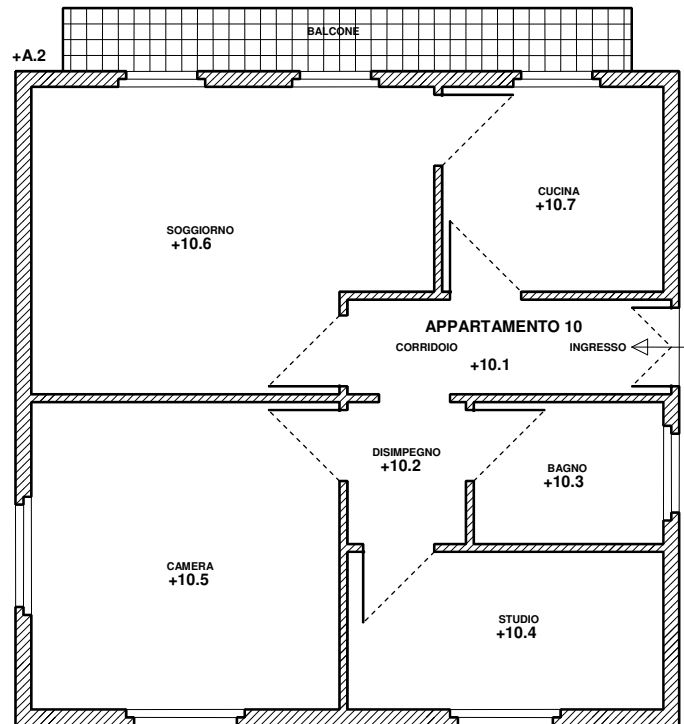 BALCONE
+A.2
CUCINA
+10.7
SOGGIORNO
+10.6
APPARTAMENTO 10
CORRIDOIO
INGRESSO
+10.1
DISIMPEGNO
+10.2
BAGNO
+10.3
CAMERA
+10.5
STUDIO
+10.4